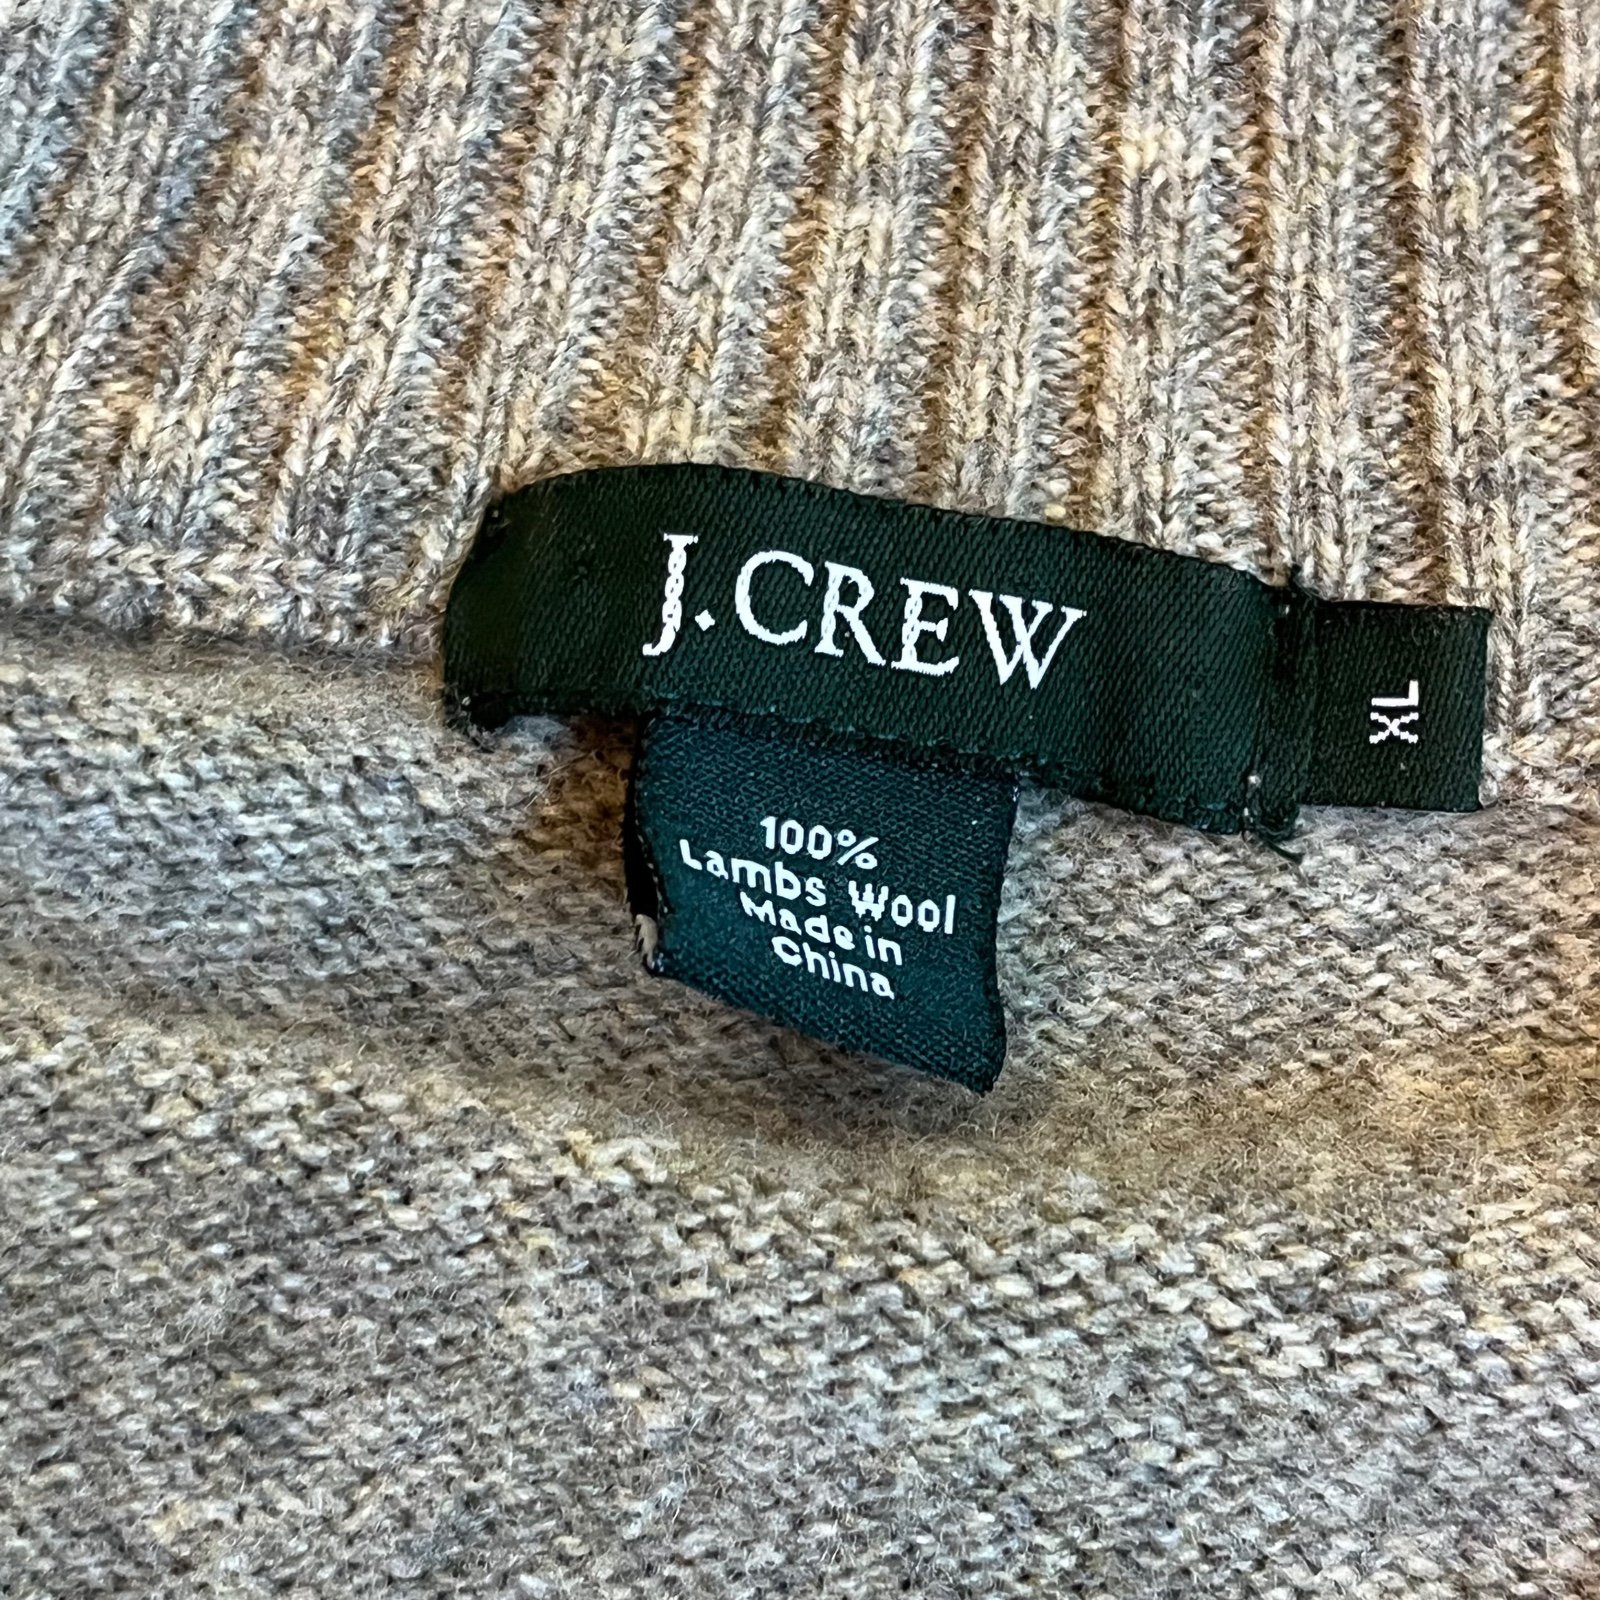 J.CREW
XL
100%
Lambs Wool
Made in
China